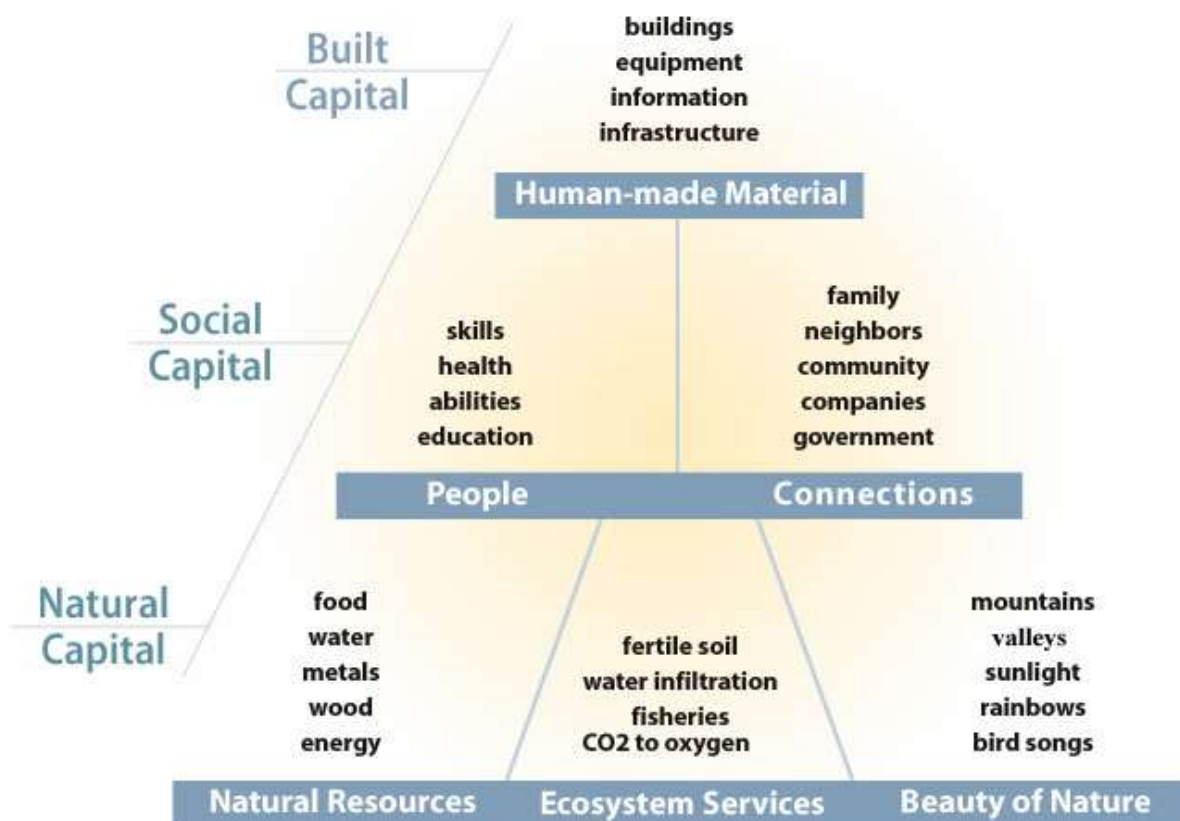 Built
Capital
buildings
equipment
information
infrastructure
Human-made Material
Social
Capital
skills
health
abilities
education
family
neighbors
community
companies
government
People
Connections
Natural
Capital
food
water
metals
wood
energy
fertile soil
water infiltration
fisheries
CO2 to oxygen
mountains
valleys
sunlight
rainbows
bird songs
Natural Resources
Ecosystem Services
Beauty of Nature